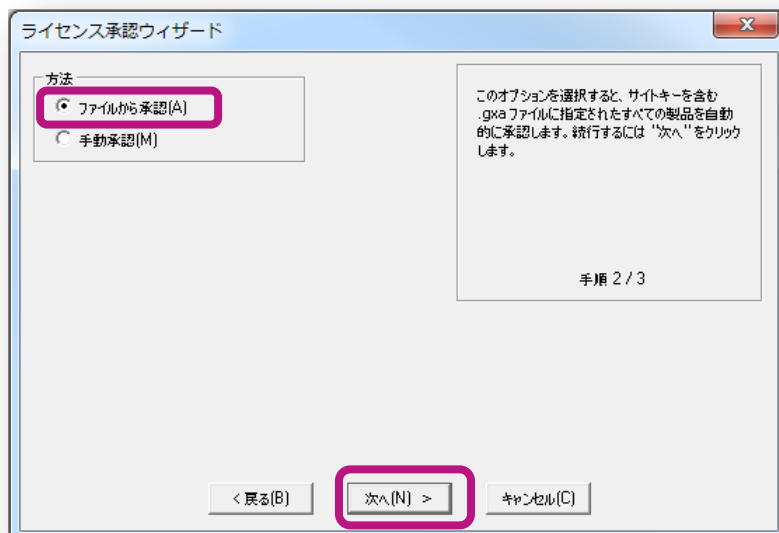 ライセンス承認ウィザード
方法
ファイルから承認(A)
手動承認(M)
このオプションを選択すると、サイトキーを含む
.gxa ファイルに指定されたすべての製品を自動
的に承認します。続行するには "次へ" をクリック
します。
手順 2 / 3
< 戻る(B)
次へ(N) >
キャンセル(C)